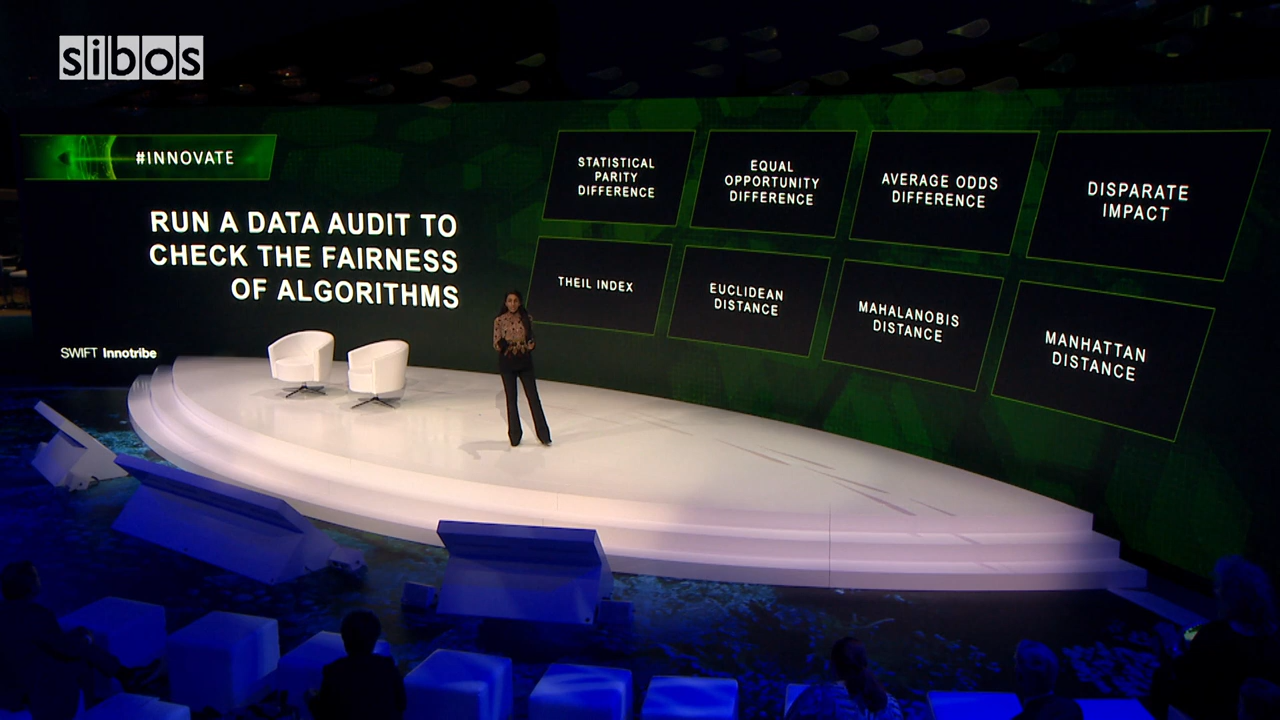 sibos
#INNOVATE
RUN A DATA AUDIT TO
CHECK THE FAIRNESS
OF ALGORITHMS
SWIFT Innotribe
STATISTICAL
PARITY
DIFFERENCE
EQUAL
OPPORTUNITY
DIFFERENCE
AVERAGE ODDS
DIFFERENCE
DISPARATE
IMPACT
THEIL INDEX
EUCLIDEAN
DISTANCE
MAHALANOBIS
DISTANCE
MANHATTAN
DISTANCE